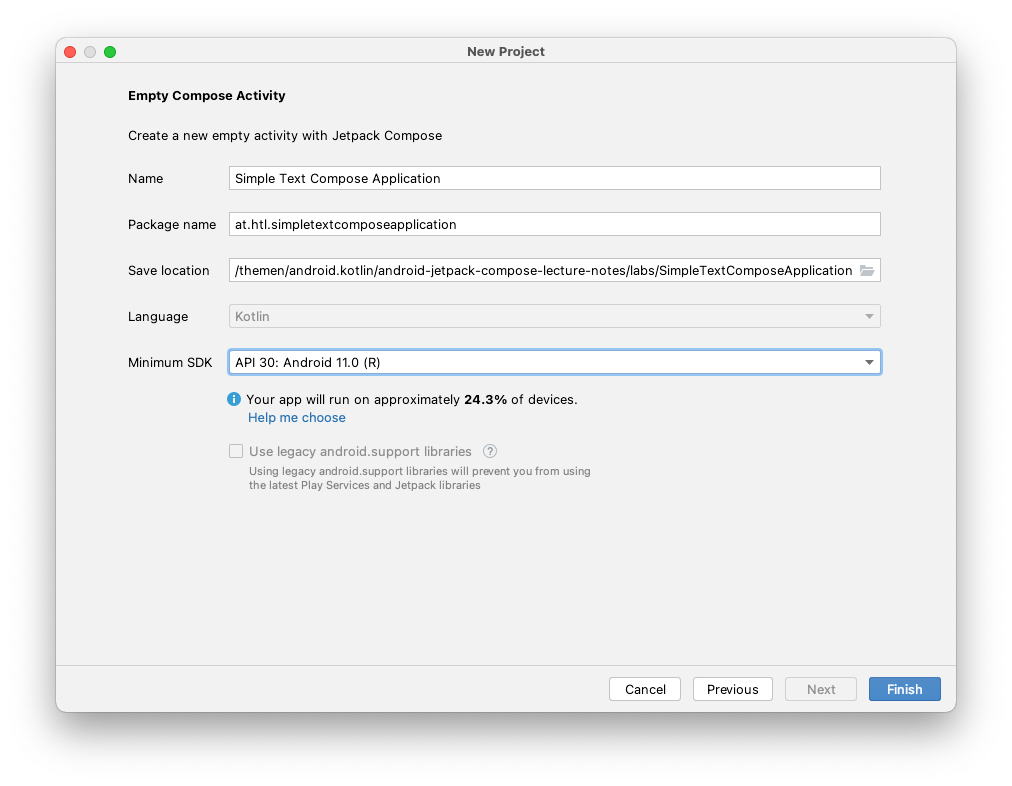 New Project
Empty Compose Activity
Create a new empty activity with Jetpack Compose
Name
Simple Text Compose Application
Package name
at.htl.simpletextcomposeapplication
Save location
/themen/android.kotlin/android-jetpack-compose-lecture-notes/labs/SimpleTextComposeApplication
Language
Kotlin
Minimum SDK
API 30: Android 11.0 (R)
Your app will run on approximately 24.3% of devices.
Help me choose
Use legacy android.support libraries ?
Using legacy android.support libraries will prevent you from using
the latest Play Services and Jetpack libraries
Cancel Previous Next Finish